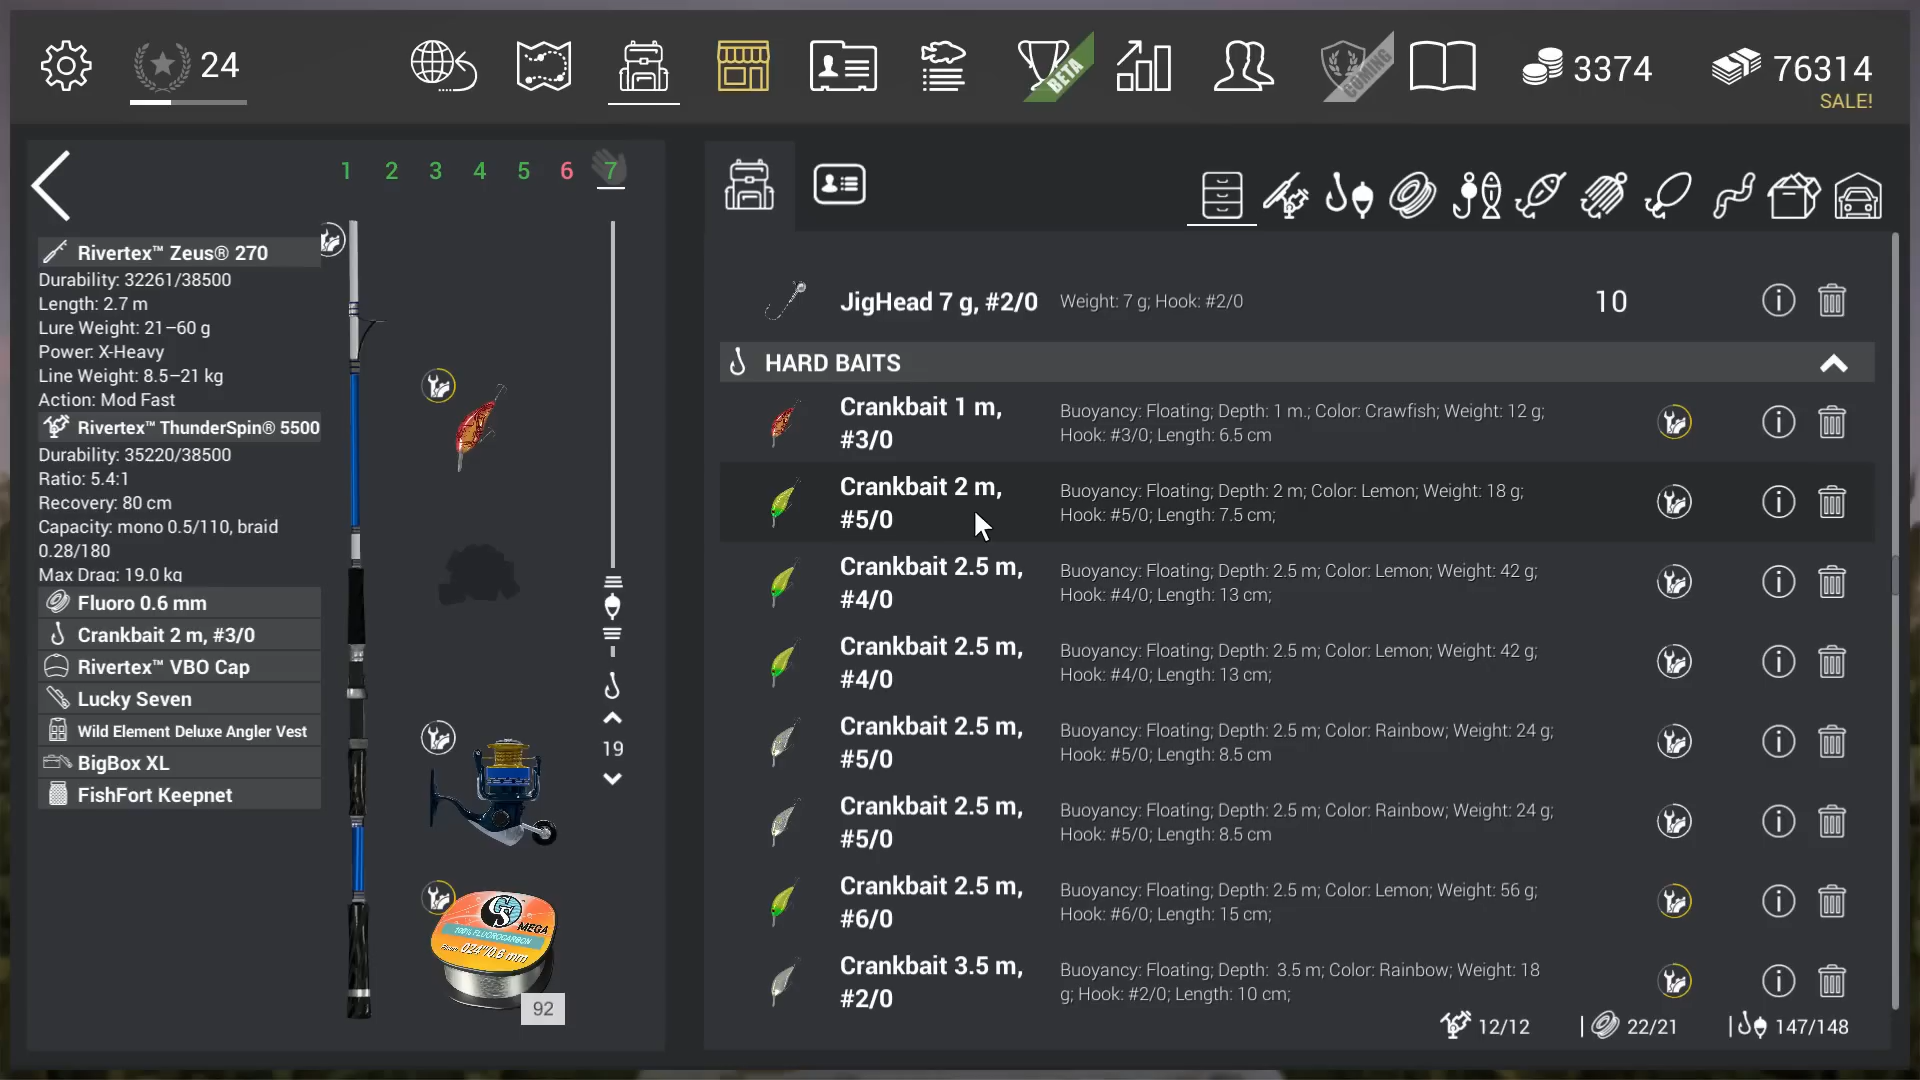 24
BETA
COMING
3374
76314
SALE!
1 2 3 4 5 6 7
Rivertex™ Zeus® 270
Durability: 32261/38500
Length: 2.7 m
Lure Weight: 21–60 g
Power: X-Heavy
Line Weight: 8.5–21 kg
Action: Mod Fast
Rivertex™ ThunderSpin® 5500
Durability: 35220/38500
Ratio: 5.4:1
Recovery: 80 cm
Capacity: mono 0.5/110, braid
0.28/180
Max Drag: 19.0 kg
Fluoro 0.6 mm
Crankbait 2 m, #3/0
Rivertex™ VBO Cap
Lucky Seven
Wild Element Deluxe Angler Vest
BigBox XL
FishFort Keepnet
19
MEGA
100% FLUOROCARBON
.024"/0.6 mm
92
JigHead 7 g, #2/0
Weight: 7 g; Hook: #2/0
10
HARD BAITS
Crankbait 1 m,
#3/0
Buoyancy: Floating; Depth: 1 m.; Color: Crawfish; Weight: 12 g;
Hook: #3/0; Length: 6.5 cm
Crankbait 2 m,
#5/0
Buoyancy: Floating; Depth: 2 m; Color: Lemon; Weight: 18 g;
Hook: #5/0; Length: 7.5 cm;
Crankbait 2.5 m,
#4/0
Buoyancy: Floating; Depth: 2.5 m; Color: Lemon; Weight: 42 g;
Hook: #4/0; Length: 13 cm;
Crankbait 2.5 m,
#4/0
Buoyancy: Floating; Depth: 2.5 m; Color: Lemon; Weight: 42 g;
Hook: #4/0; Length: 13 cm;
Crankbait 2.5 m,
#5/0
Buoyancy: Floating; Depth: 2.5 m; Color: Rainbow; Weight: 24 g;
Hook: #5/0; Length: 8.5 cm
Crankbait 2.5 m,
#5/0
Buoyancy: Floating; Depth: 2.5 m; Color: Rainbow; Weight: 24 g;
Hook: #5/0; Length: 8.5 cm
Crankbait 2.5 m,
#6/0
Buoyancy: Floating; Depth: 2.5 m; Color: Lemon; Weight: 56 g;
Hook: #6/0; Length: 15 cm;
Crankbait 3.5 m,
#2/0
Buoyancy: Floating; Depth: 3.5 m; Color: Rainbow; Weight: 18
g; Hook: #2/0; Length: 10 cm;
12/12 | 22/21 | 147/148